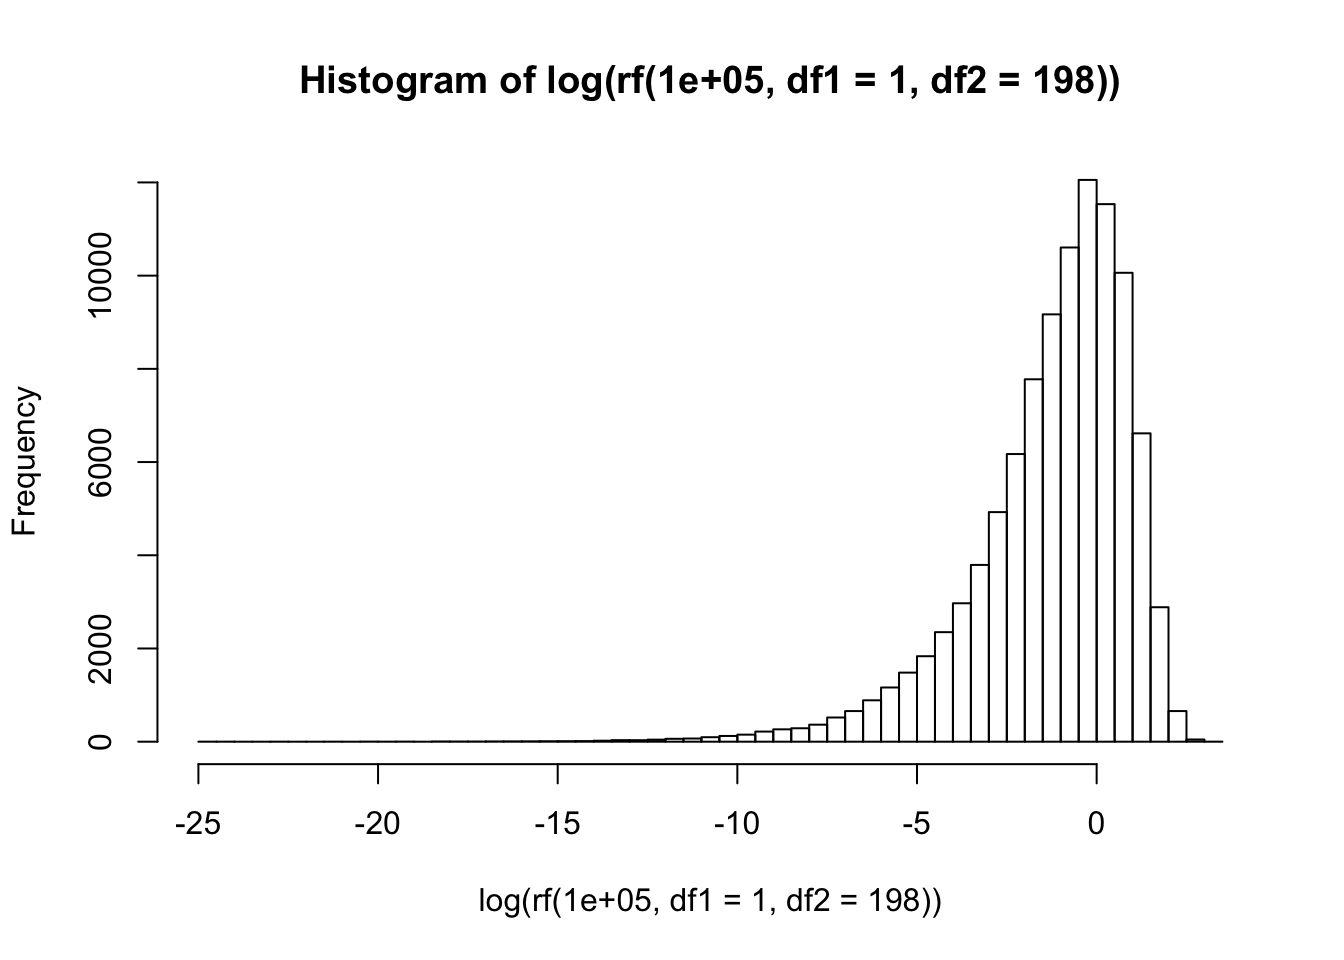 Histogram of log(rf(1e+05, df1 = 1, df2 = 198))
Frequency
10000
6000
2000
0
-25 -20 -15 -10 -5 0
log(rf(1e+05, df1 = 1, df2 = 198))